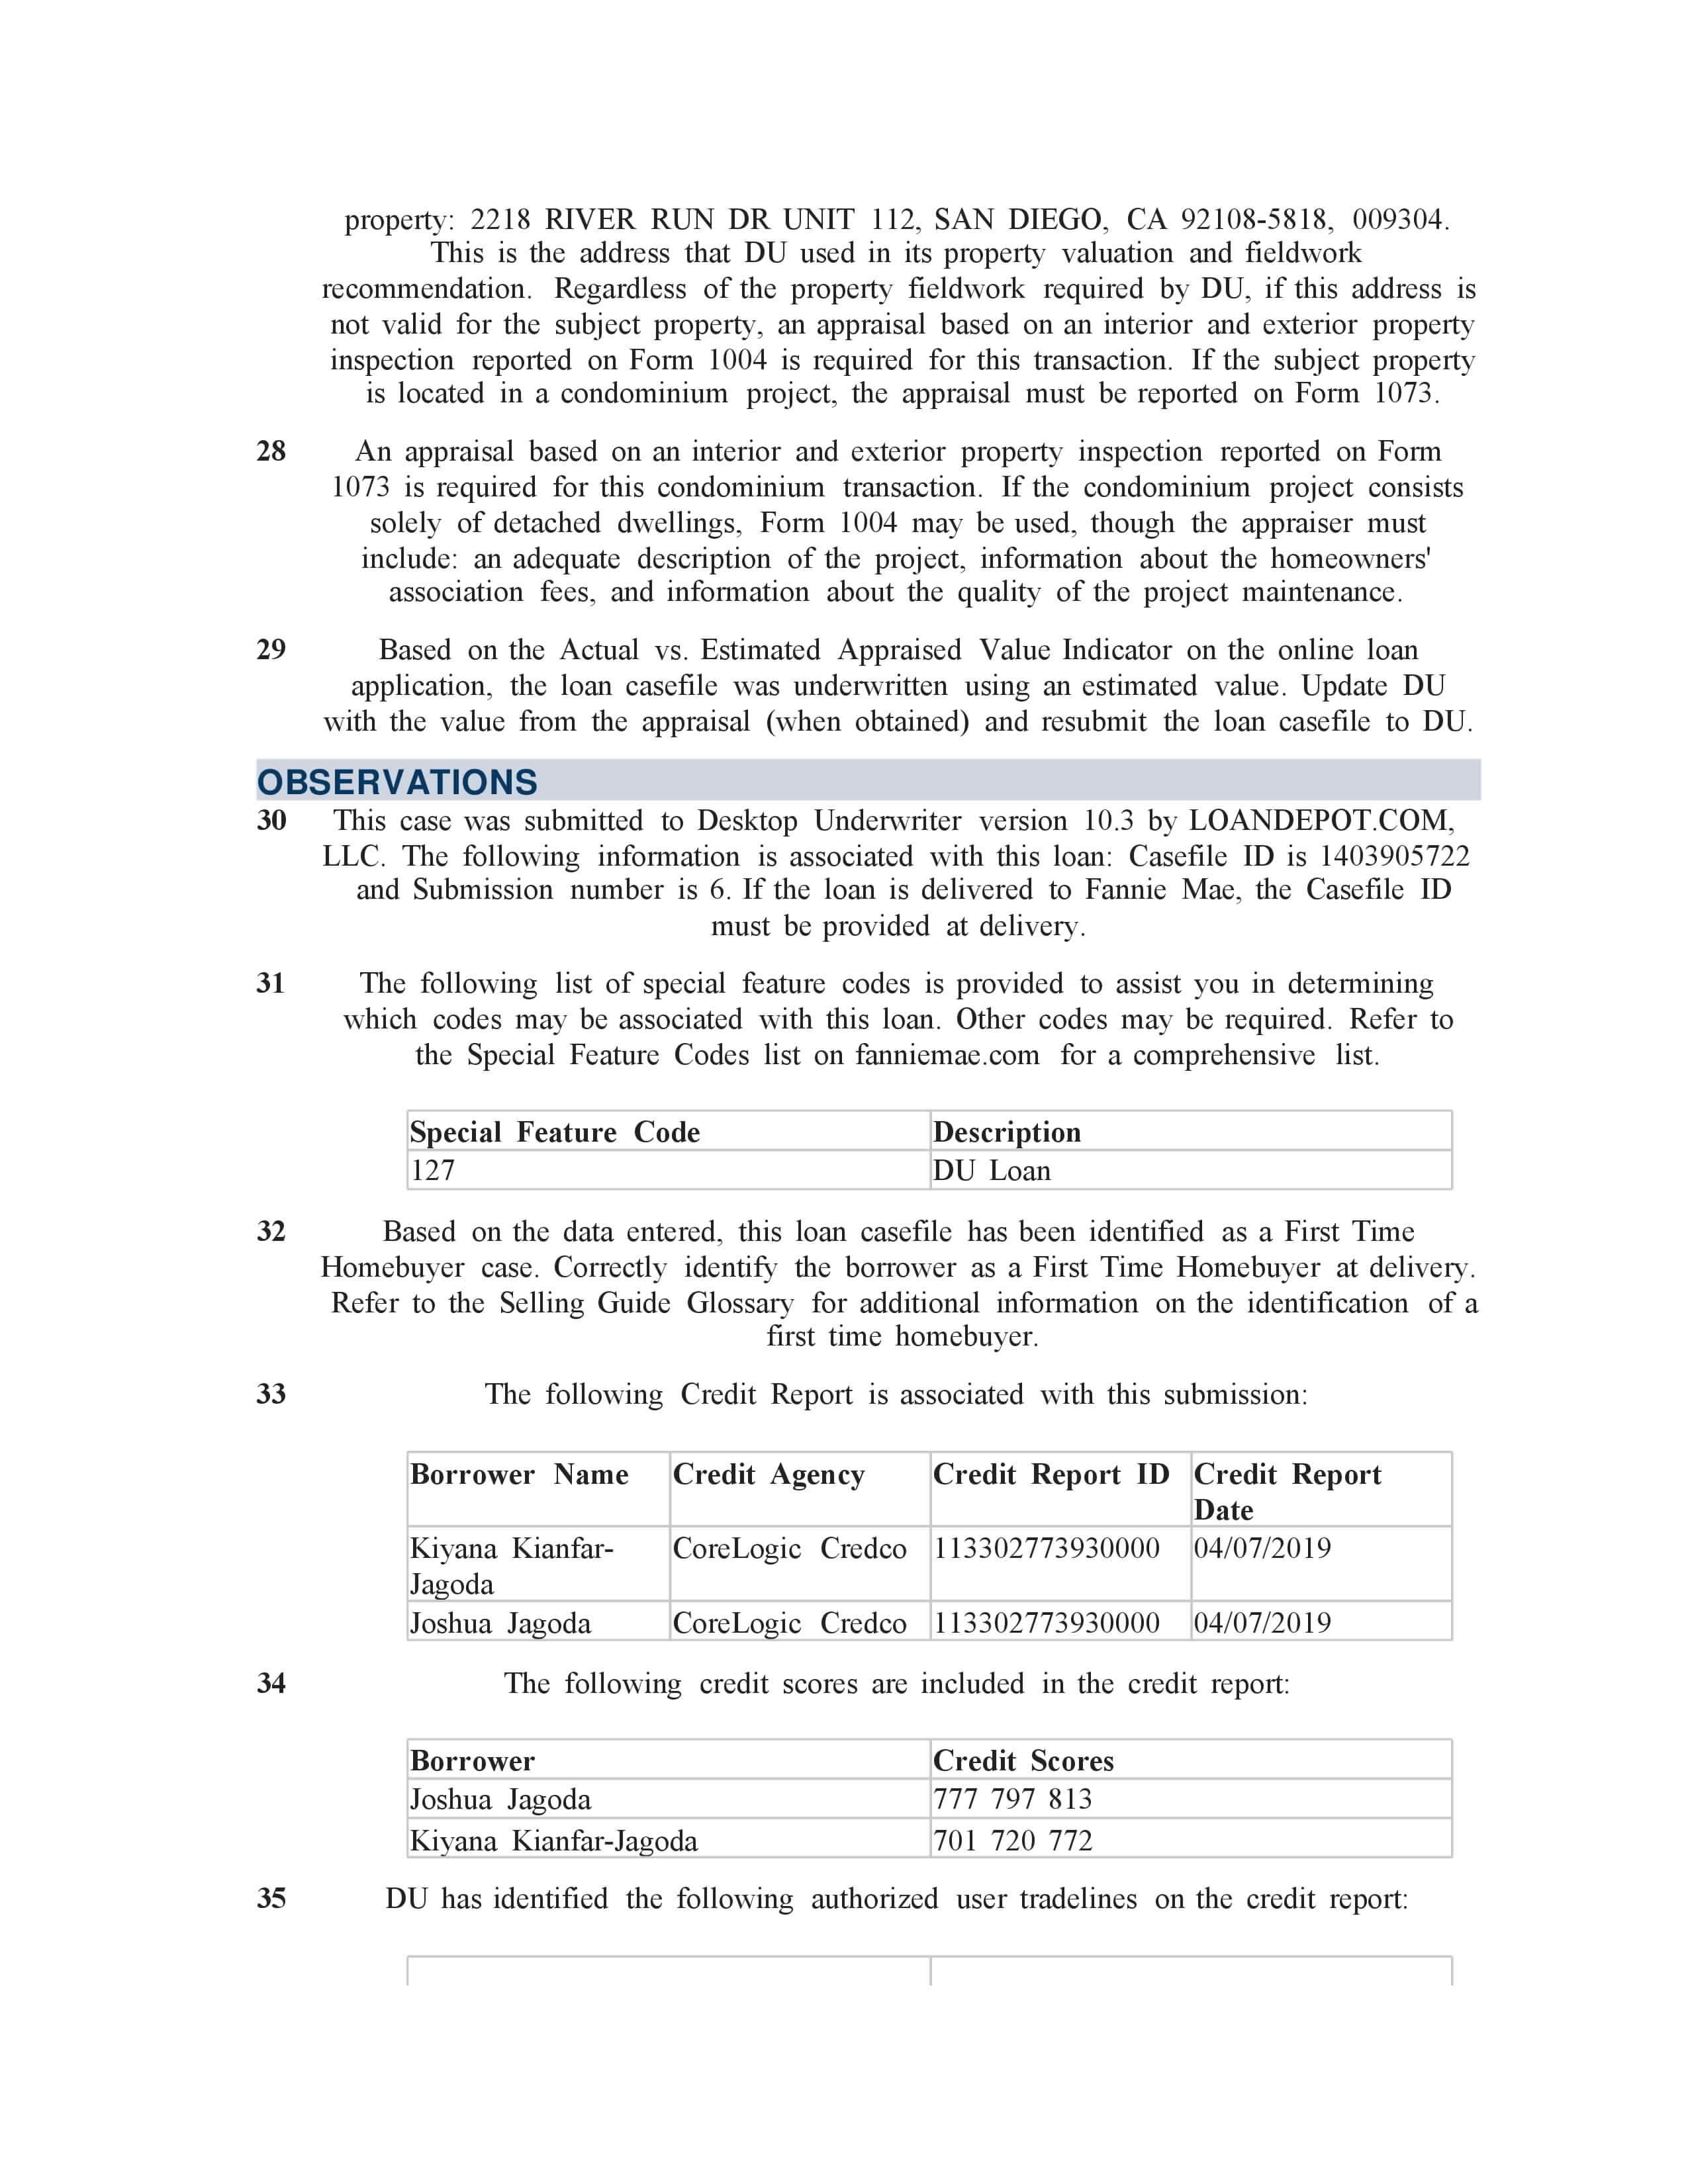 property: 2218 RIVER RUN DR UNIT 112, SAN DIEGO, CA 92108-5818, 009304.
This is the address that DU used in its property valuation and fieldwork
recommendation. Regardless of the property fieldwork required by DU, if this address is
not valid for the subject property, an appraisal based on an interior and exterior property
inspection reported on Form 1004 is required for this transaction. If the subject property
is located in a condominium project, the appraisal must be reported on Form 1073.
28 An appraisal based on an interior and exterior property inspection reported on Form
1073 is required for this condominium transaction. If the condominium project consists
solely of detached dwellings, Form 1004 may be used, though the appraiser must
include: an adequate description of the project, information about the homeowners'
association fees, and information about the quality of the project maintenance.
29 Based on the Actual vs. Estimated Appraised Value Indicator on the online loan
application, the loan casefile was underwritten using an estimated value. Update DU
with the value from the appraisal (when obtained) and resubmit the loan casefile to DU.
OBSERVATIONS
30 This case was submitted to Desktop Underwriter version 10.3 by LOANDEPOT.COM,
LLC. The following information is associated with this loan: Casefile ID is 1403905722
and Submission number is 6. If the loan is delivered to Fannie Mae, the Casefile ID
must be provided at delivery.
31 The following list of special feature codes is provided to assist you in determining
which codes may be associated with this loan. Other codes may be required. Refer to
the Special Feature Codes list on fanniemae.com for a comprehensive list.
Special Feature Code Description
127 DU Loan
32 Based on the data entered, this loan casefile has been identified as a First Time
Homebuyer case. Correctly identify the borrower as a First Time Homebuyer at delivery.
Refer to the Selling Guide Glossary for additional information on the identification of a
first time homebuyer.
33 The following Credit Report is associated with this submission:
Borrower Name Credit Agency Credit Report ID Credit Report
Date
Kiyana Kianfar- CoreLogic Credco 113302773930000 04/07/2019
Jagoda
Joshua Jagoda CoreLogic Credco 113302773930000 04/07/2019
34 The following credit scores are included in the credit report:
Borrower Credit Scores
Joshua Jagoda 777 797 813
Kiyana Kianfar-Jagoda 701 720 772
35 DU has identified the following authorized user tradelines on the credit report: